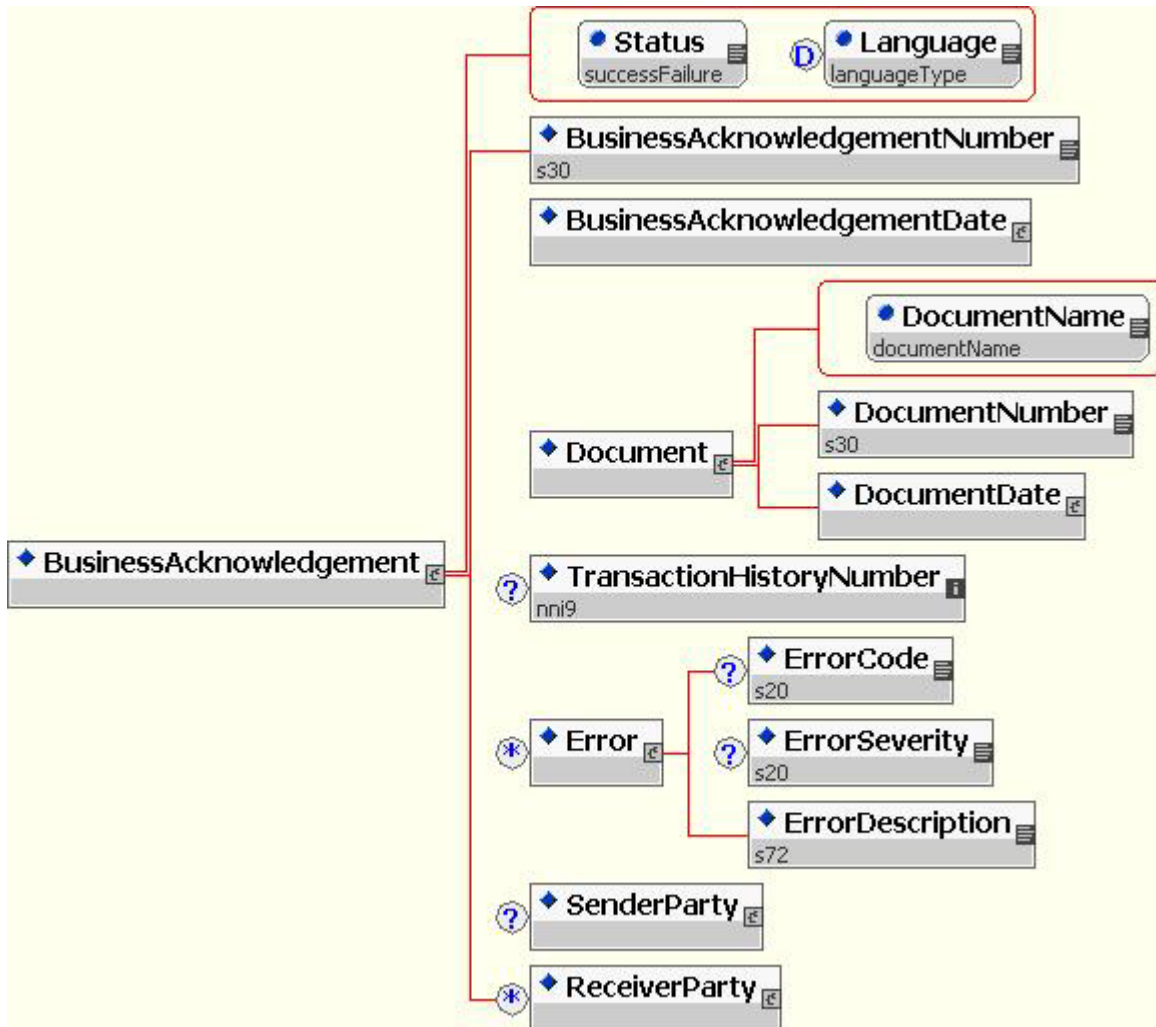 Status
successFailure
D
Language
languageType
BusinessAcknowledgementNumber
s30
BusinessAcknowledgementDate
DocumentName
documentName
Document
DocumentNumber
s30
DocumentDate
BusinessAcknowledgement
?
TransactionHistoryNumber
nni9
?
ErrorCode
s20
*
Error
?
ErrorSeverity
s20
ErrorDescription
s72
?
SenderParty
*
ReceiverParty